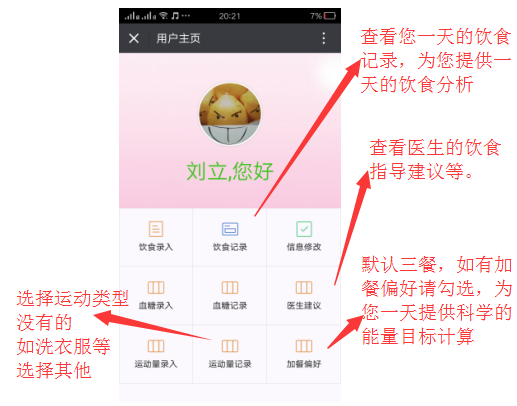 20:21
7%
用户主页
刘立,您好
饮食录入
饮食记录
信息修改
血糖录入
血糖记录
医生建议
运动量录入
运动量记录
加餐偏好
查看您一天的饮食
记录，为您提供一
天的饮食分析
查看医生的饮食
指导建议等。
默认三餐，如有加
餐偏好请勾选，为
您一天提供科学的
能量目标计算
选择运动类型
没有的
如洗衣服等
选择其他